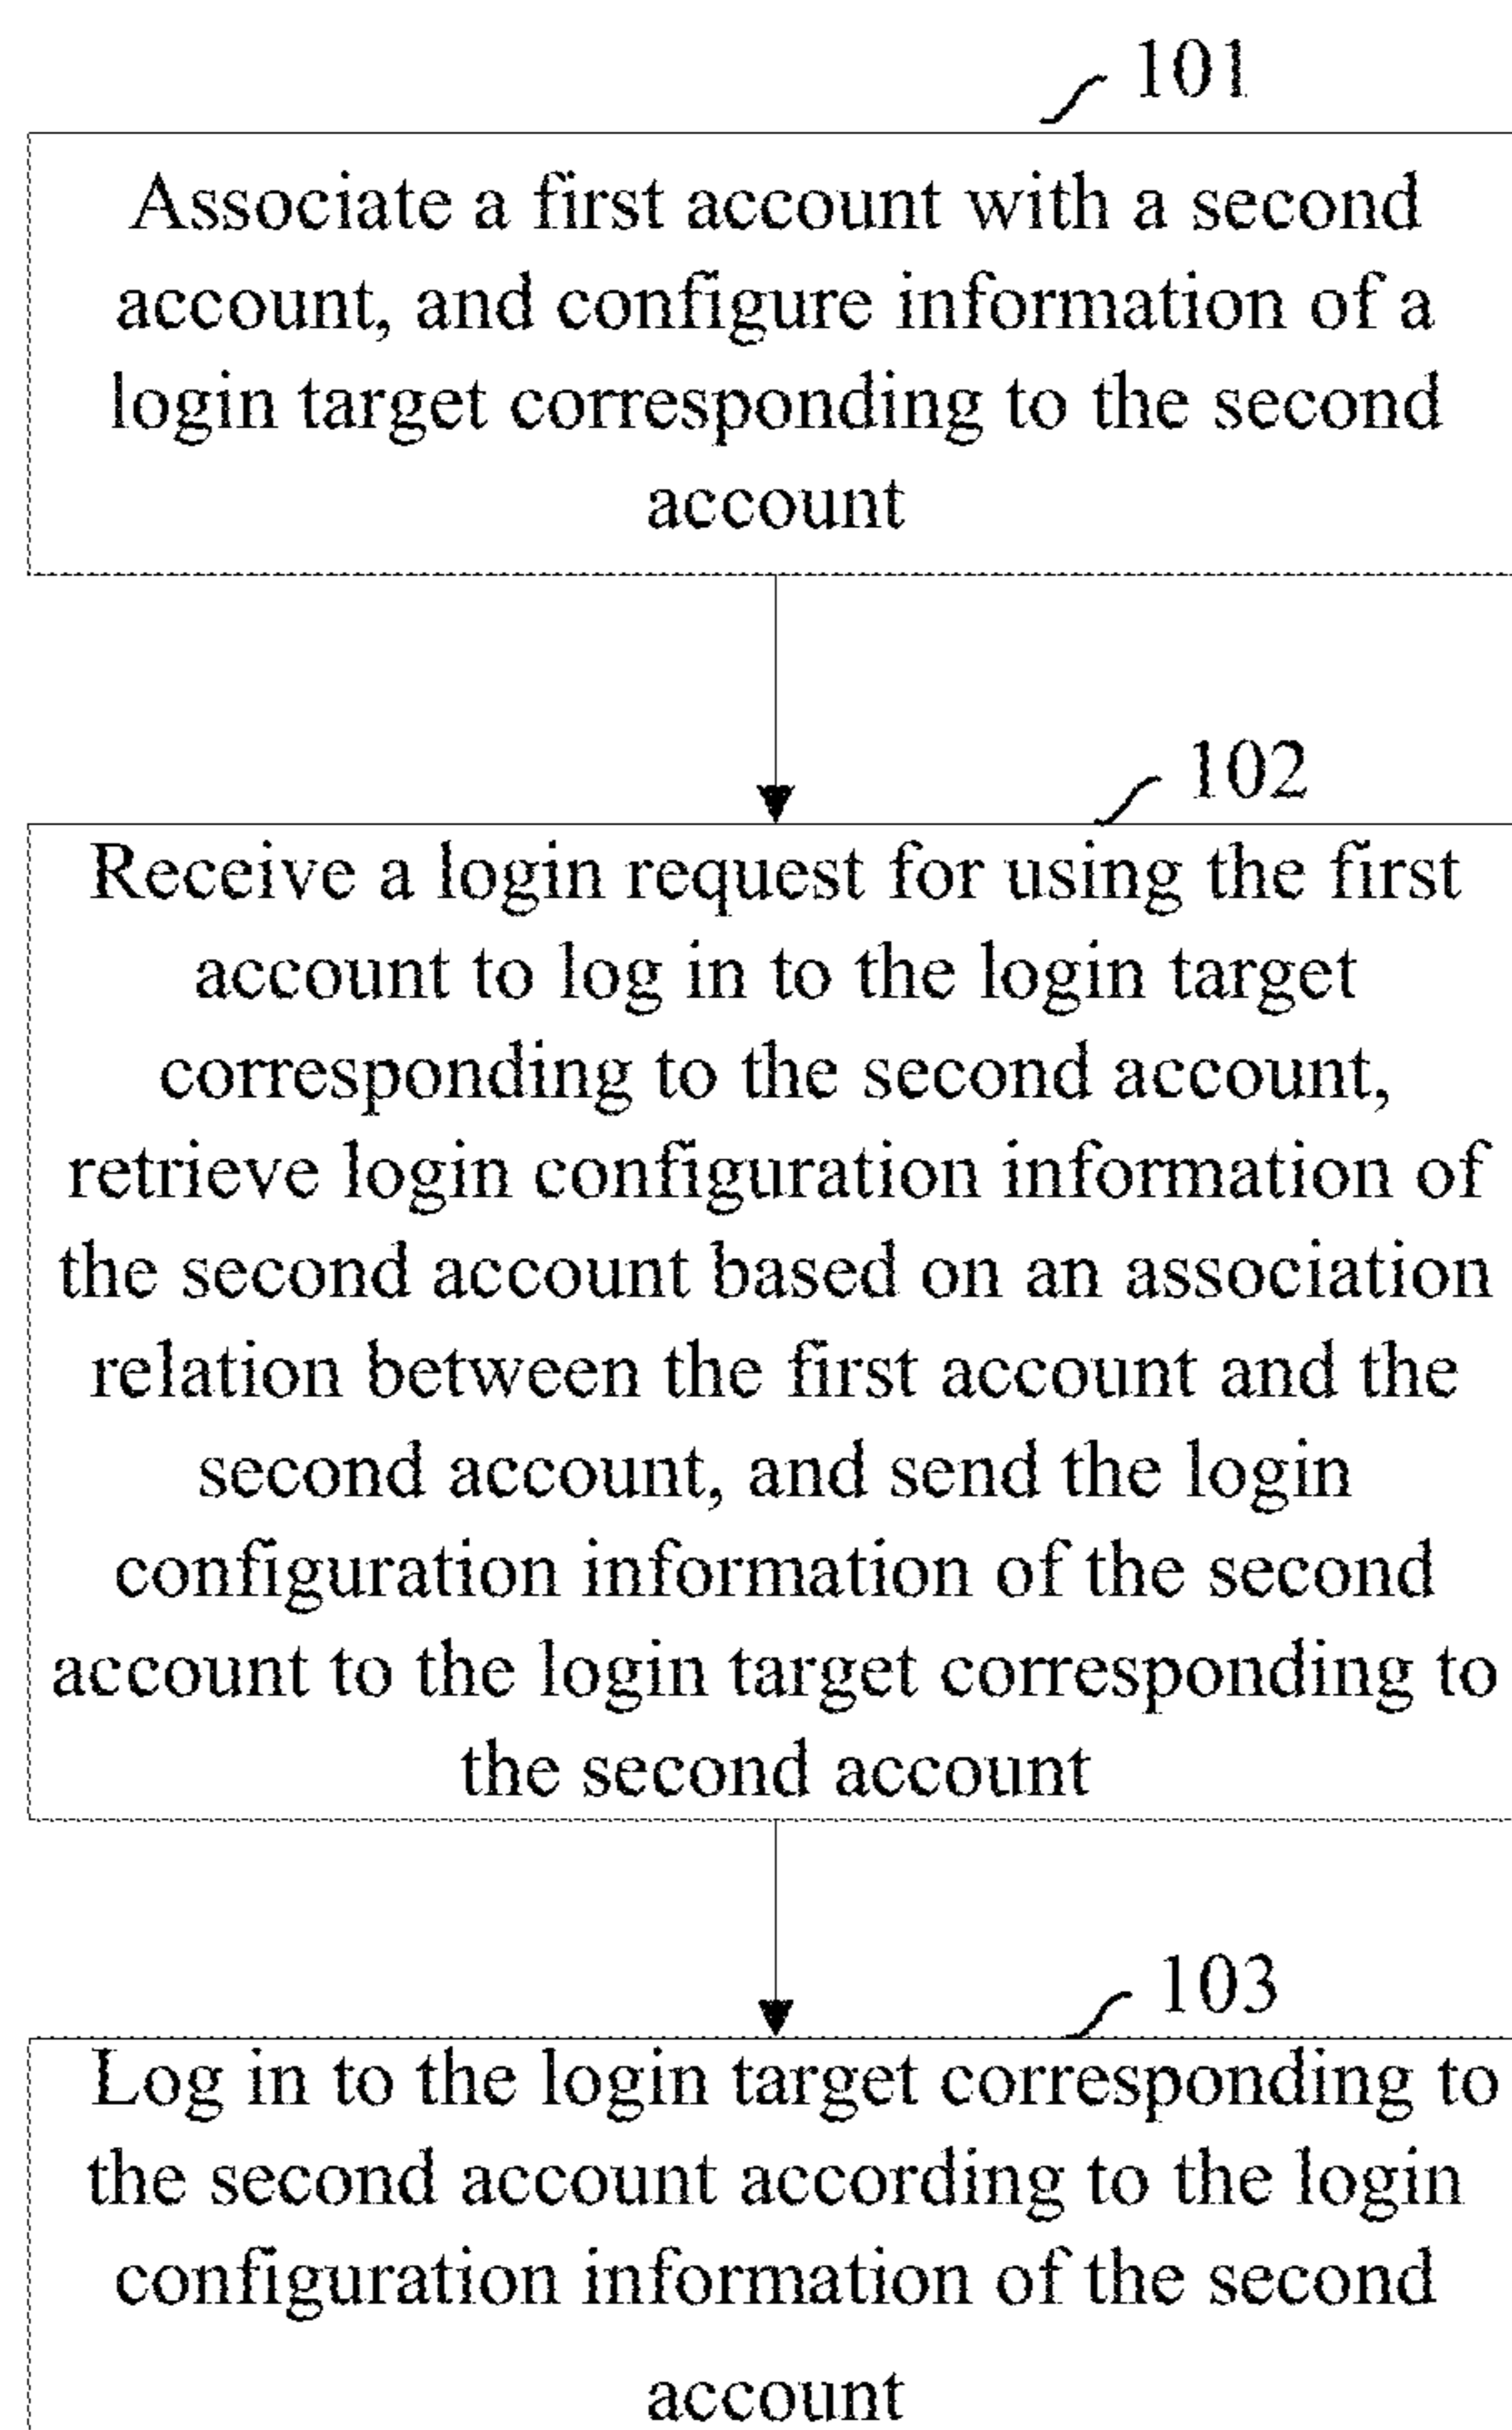 101
Associate a first account with a second
account, and configure information of a
login target corresponding to the second
account
102
Receive a login request for using the first
account to log in to the login target
corresponding to the second account,
retrieve login configuration information of
the second account based on an association
relation between the first account and the
second account, and send the login
configuration information of the second
account to the login target corresponding to
the second account
103
Log in to the login target corresponding to
the second account according to the login
configuration information of the second
account